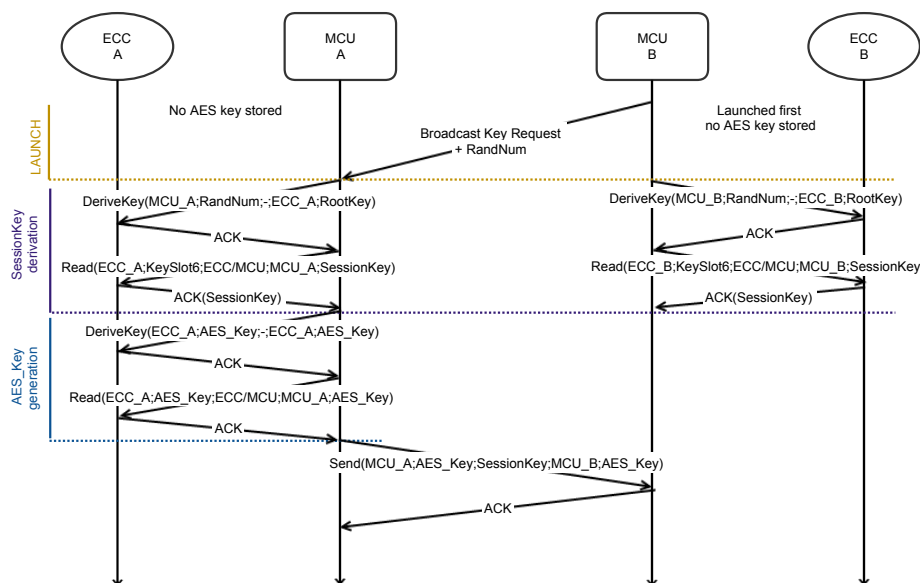 ECC
A
MCU
A
MCU
B
ECC
B
No AES key stored
Launched first
no AES key stored
Broadcast Key Request
+ RandNum
LAUNCH
DeriveKey(MCU_A;RandNum;-;ECC_A;RootKey)
DeriveKey(MCU_B;RandNum;-;ECC_B;RootKey)
ACK
ACK
SessionKey
derivation
Read(ECC_A;KeySlot6;ECC/MCU;MCU_A;SessionKey)
Read(ECC_B;KeySlot6;ECC/MCU;MCU_B;SessionKey
ACK(SessionKey)
ACK(SessionKey)
DeriveKey(ECC_A;AES_Key;-;ECC_A;AES_Key)
ACK
AES_Key
generation
Read(ECC_A;AES_Key;ECC/MCU;MCU_A;AES_Key)
ACK
Send(MCU_A;AES_Key;SessionKey;MCU_B;AES_Key)
ACK